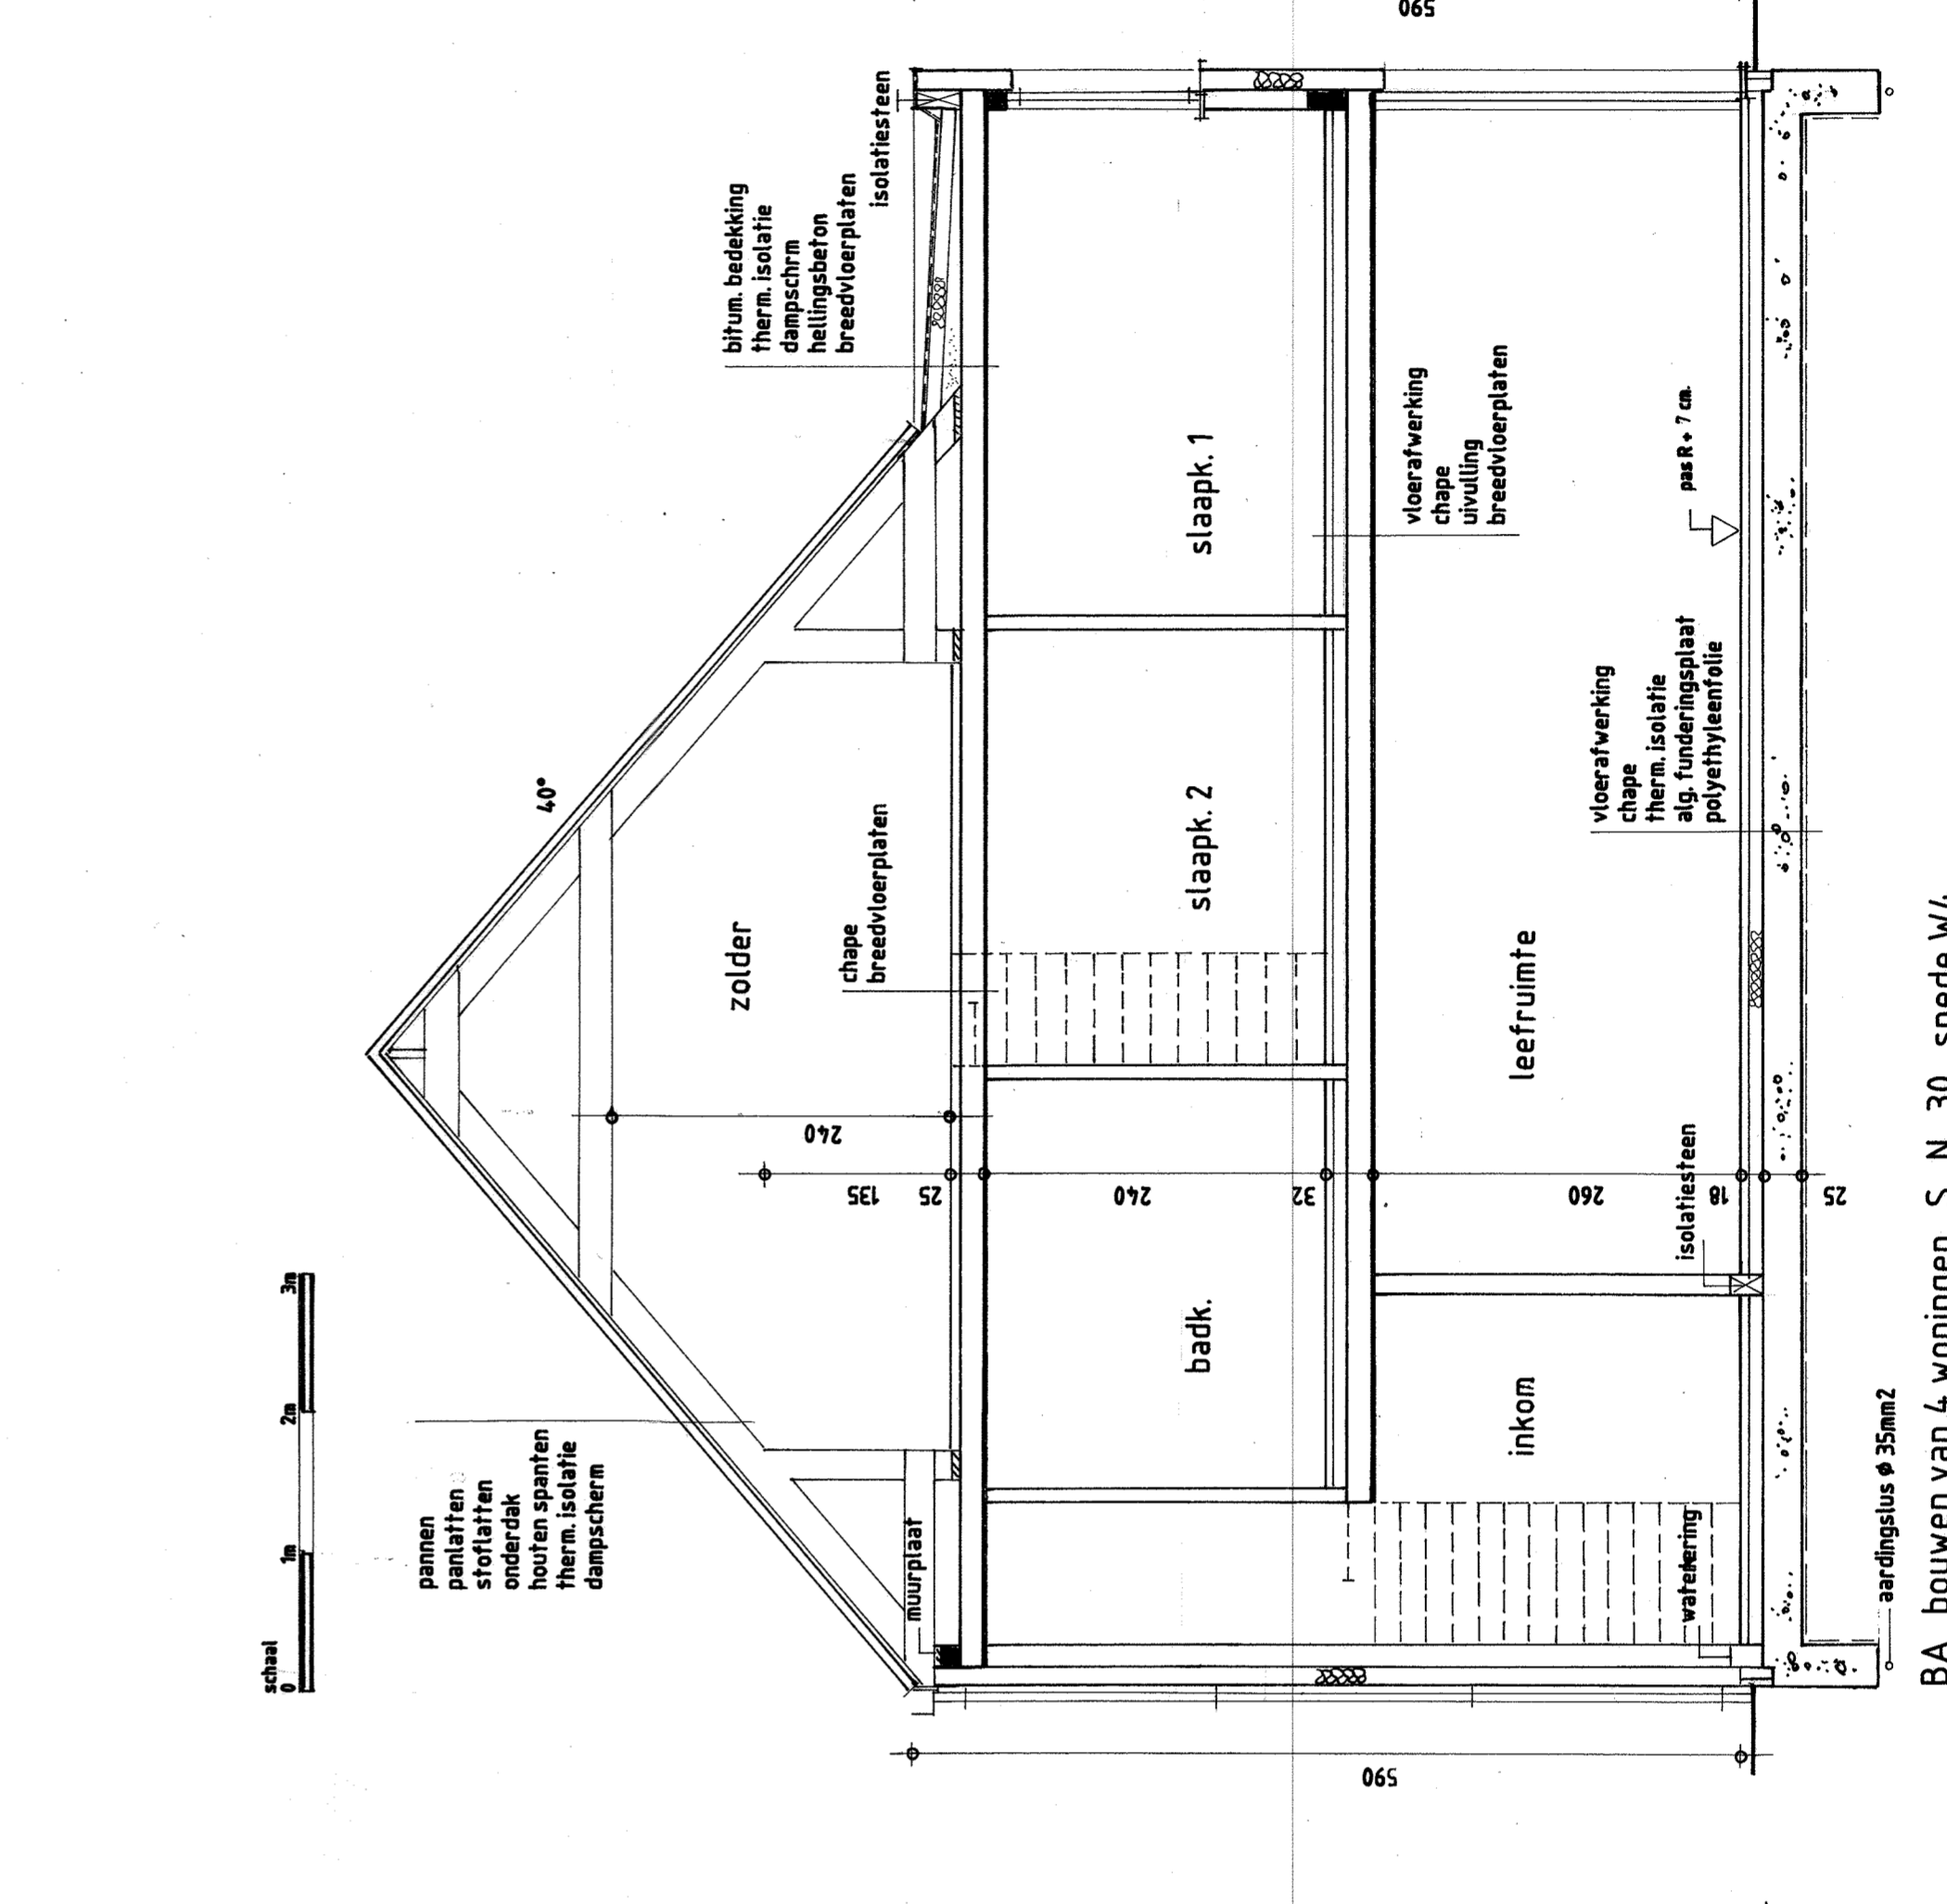 schaal
0 1m 2m 3m
pannen
panlatten
stoflatten
onderdak
houten spanten
therm. isolatie
dampscherm
40°
zolder
240
135
25
240
32
260
18
25
chape
breedvloerplaten
bitum. bedekking
therm. isolatie
dampschrm
hellingsbeton
breedvloerplaten
isolatiesteen
muurplaat
badk.
slaapk. 2
slaapk. 1
vloerafwerking
chape
uivulling
breedvloerplaten
inkom
leefruimte
isolatiesteen
waterkering
vloerafwerking
chape
therm. isolatie
alg. funderingsplaat
polyethyleenfolie
pas R + 7 cm.
590
590
aardingslus ø 35mm2
BA bouwen van 4 woningen S N 30 snede W4